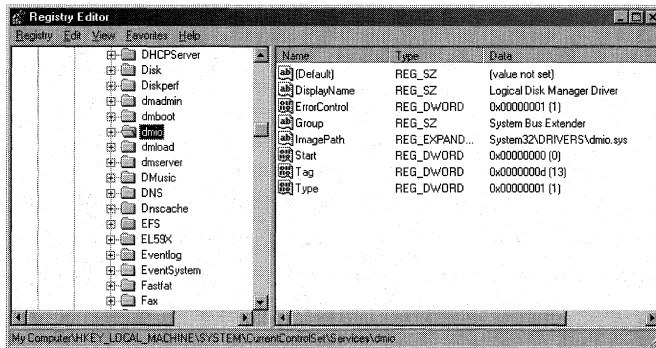 Registry Editor
Registry Edit View Favorites Help
DHCPServer
Disk
Diskperf
dmadmin
dmboot
dmio
dmload
dmserver
DMusic
DNS
Dnscache
EFS
EL59X
Eventlog
EventSystem
Fastfat
Fax
Name Type Data
(Default) REG_SZ (value not set)
DisplayName REG_SZ Logical Disk Manager Driver
ErrorControl REG_DWORD 0x00000001 (1)
Group REG_SZ System Bus Extender
ImagePath REG_EXPAND... System32\DRIVERS\dmio.sys
Start REG_DWORD 0x00000000 (0)
Tag REG_DWORD 0x0000000d (13)
Type REG_DWORD 0x00000001 (1)
My Computer\HKEY_LOCAL_MACHINE\SYSTEM\CurrentControlSet\Services\dmio